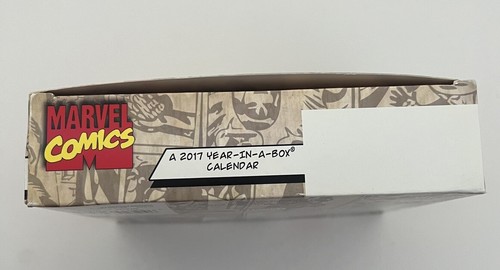 MARVEL
COMICS
A 2017 YEAR-IN-A-BOX®
CALENDAR